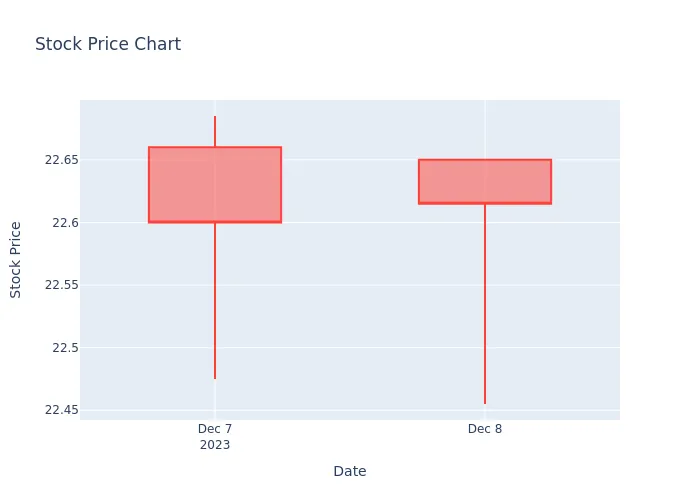 Stock Price Chart
Stock Price
22.65
22.6
22.55
22.5
22.45
Dec 7
2023
Dec 8
Date